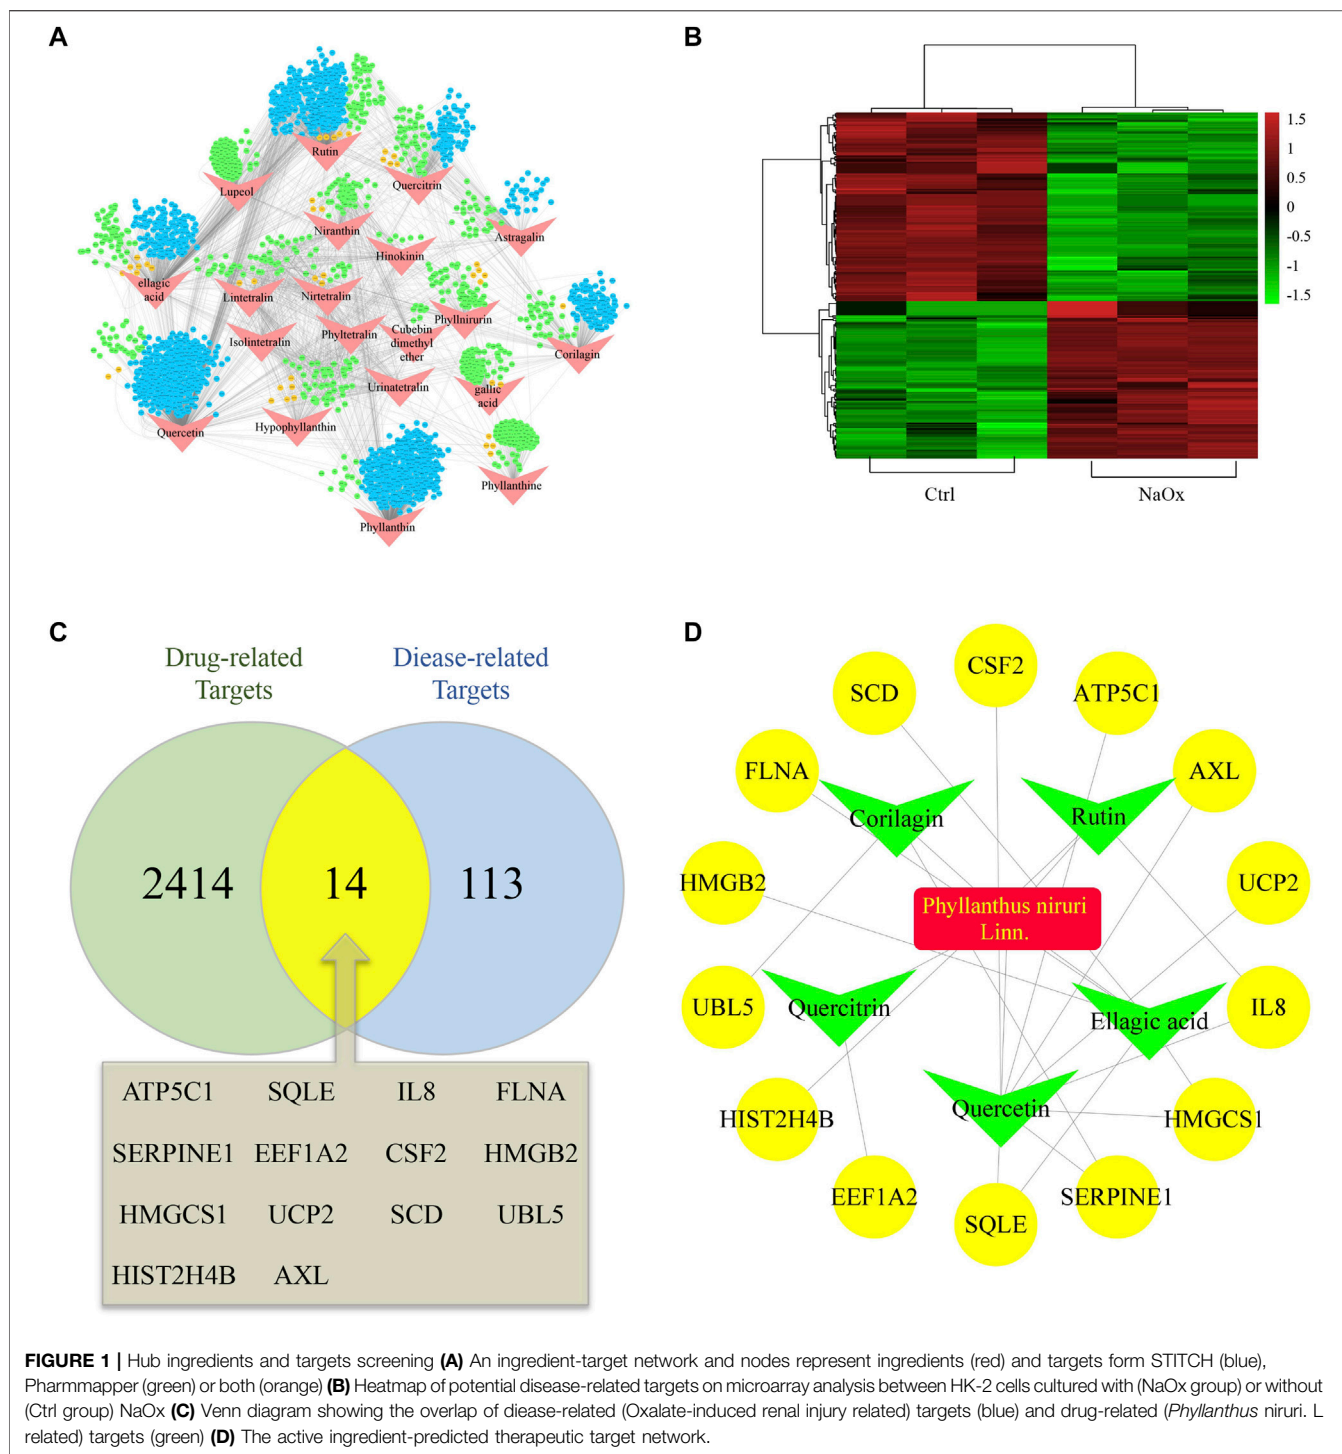 A
Rutin
Lupeol
Quercitrin
Niranthin
Astragalin
Hinokinin
ellagic
acid
Lintetralin
Nirtetralin
Phyllnirurin
Isolintetralin
Phyltetralin
Cubebin
dimethyl
ether
Corilagin
Urinatetralin
gallic
acid
Quercetin
Hypophyllanthin
Phyllanthine
Phyllanthin
B
1.5
1
0.5
0
-0.5
-1
-1.5
Ctrl
NaOx
C
Drug-related
Targets
Diease-related
Targets
2414
14
113
ATP5C1 SQLE IL8 FLNA
SERPINE1 EEF1A2 CSF2 HMGB2
HMGCS1 UCP2 SCD UBL5
HIST2H4B AXL
D
CSF2
SCD
ATP5C1
FLNA
AXL
Corilagin
Rutin
HMGB2
UCP2
Phyllanthus niruri
Linn.
UBL5
Quercitrin
Ellagic acid
IL8
HIST2H4B
Quercetin
HMGCS1
EEF1A2
SERPINE1
SQLE
FIGURE 1 | Hub ingredients and targets screening (A) An ingredient-target network and nodes represent ingredients (red) and targets form STITCH (blue),
Pharmmapper (green) or both (orange) (B) Heatmap of potential disease-related targets on microarray analysis between HK-2 cells cultured with (NaOx group) or without
(Ctrl group) NaOx (C) Venn diagram showing the overlap of diease-related (Oxalate-induced renal injury related) targets (blue) and drug-related (Phyllanthus niruri. L
related) targets (green) (D) The active ingredient-predicted therapeutic target network.